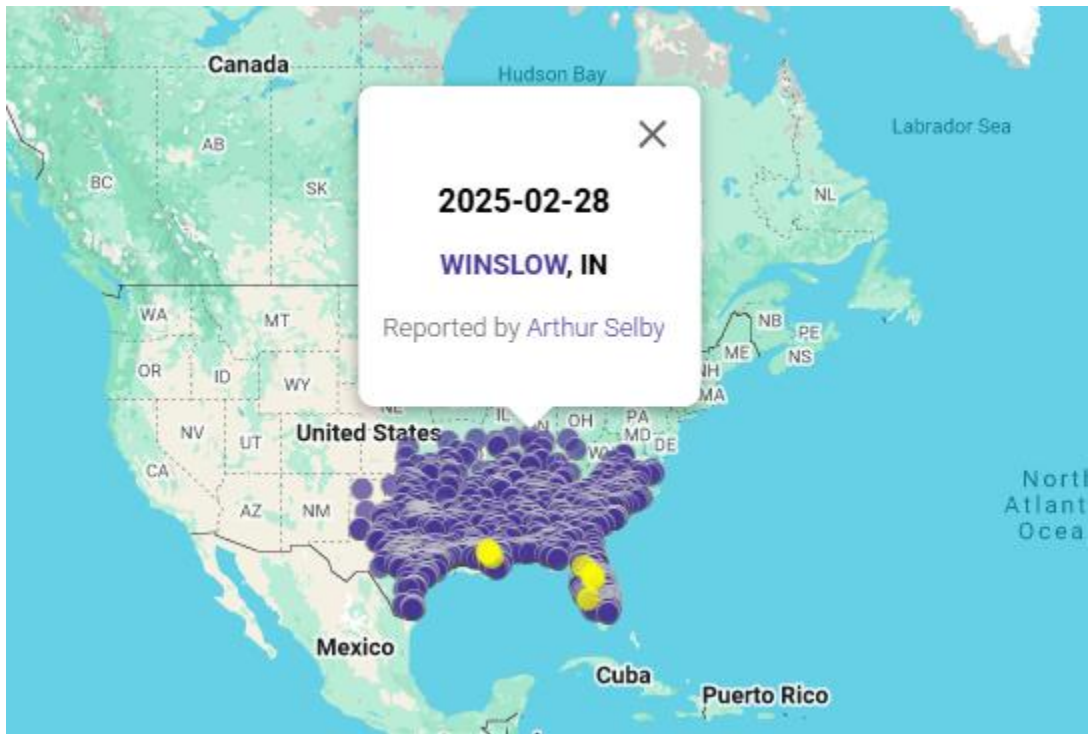 Canada
Hudson Bay
Labrador Sea
AB
BC
SK
NL
2025-02-28
WINSLOW, IN
Reported by Arthur Selby
WA
MT
NB
PE
OR
ID
WY
ME
NS
NH
MA
NE
IL
OH
PA
NV
UT
United States
MD
DE
CA
AZ
NM
North
Atlant
Ocea
Mexico
Cuba
Puerto Rico